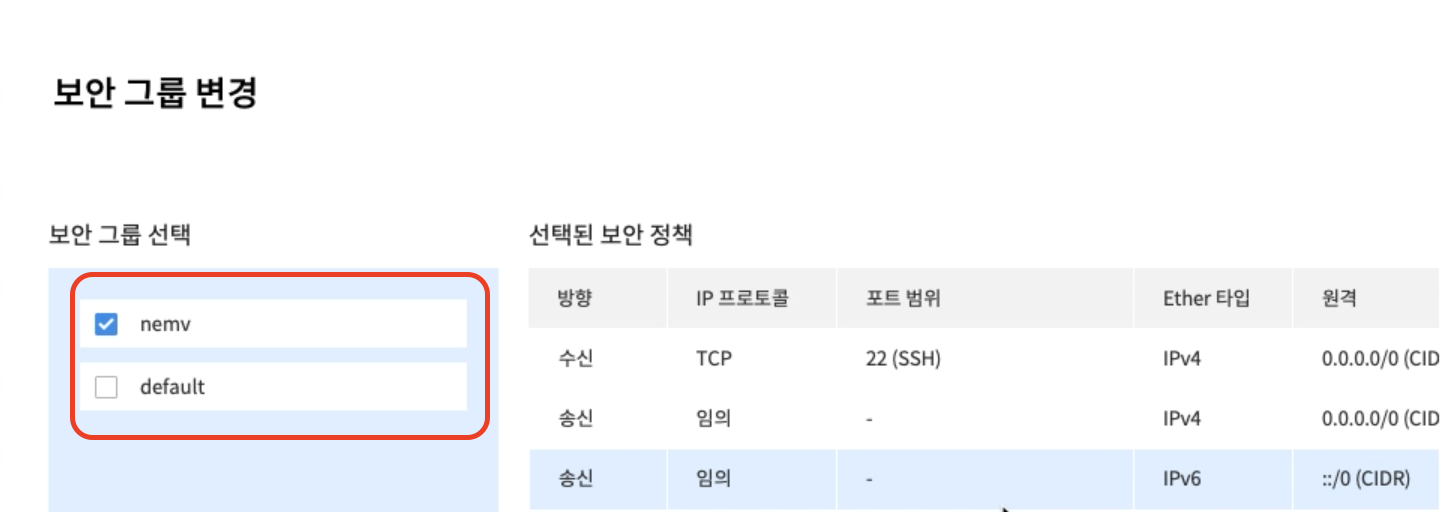 보안 그룹 변경
보안 그룹 선택
nemv
default
선택된 보안 정책
방향 IP 프로토콜 포트 범위 Ether 타입 원격
수신 TCP 22 (SSH) IPv4 0.0.0.0/0 (CID
송신 임의 - IPv4 0.0.0.0/0 (CID
송신 임의 - IPv6 ::/0 (CIDR)